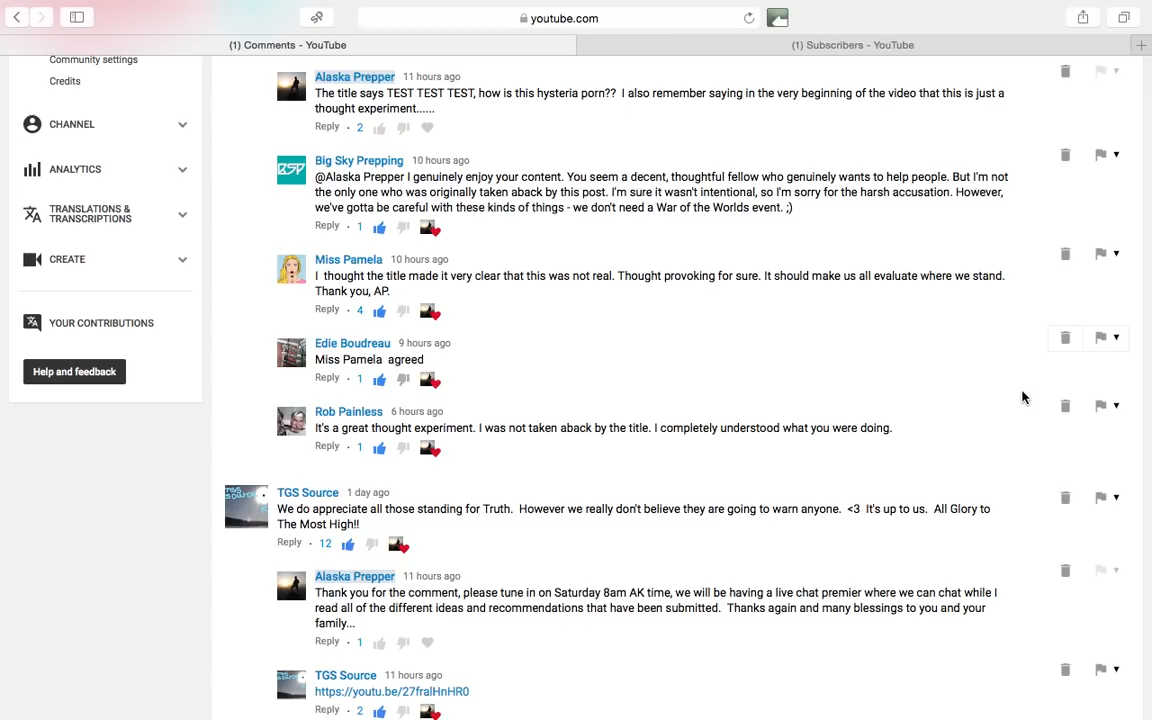 youtube.com
(1) Comments - YouTube
(1) Subscribers - YouTube
Community settings
Credits
CHANNEL
ANALYTICS
TRANSLATIONS &
TRANSCRIPTIONS
CREATE
YOUR CONTRIBUTIONS
Help and feedback
Alaska Prepper 11 hours ago
The title says TEST TEST TEST, how is this hysteria porn?? I also remember saying in the very beginning of the video that this is just a
thought experiment......
Reply · 2
BSP
Big Sky Prepping 10 hours ago
@Alaska Prepper I genuinely enjoy your content. You seem a decent, thoughtful fellow who genuinely wants to help people. But I'm not
the only one who was originally taken aback by this post. I'm sure it wasn't intentional, so I'm sorry for the harsh accusation. However,
we've gotta be careful with these kinds of things - we don't need a War of the Worlds event. ;)
Reply · 1
Miss Pamela 10 hours ago
I thought the title made it very clear that this was not real. Thought provoking for sure. It should make us all evaluate where we stand.
Thank you, AP.
Reply · 4
Edie Boudreau 9 hours ago
Miss Pamela agreed
Reply · 1
Rob Painless 6 hours ago
It's a great thought experiment. I was not taken aback by the title. I completely understood what you were doing.
Reply · 1
TGS Source 1 day ago
We do appreciate all those standing for Truth. However we really don't believe they are going to warn anyone. <3 It's up to us. All Glory to
The Most High!!
Reply · 12
Alaska Prepper 11 hours ago
Thank you for the comment, please tune in on Saturday 8am AK time, we will be having a live chat premier where we can chat while I
read all of the different ideas and recommendations that have been submitted. Thanks again and many blessings to you and your
family...
Reply · 1
TGS Source 11 hours ago
https://youtu.be/27fralHnHR0
Reply · 2